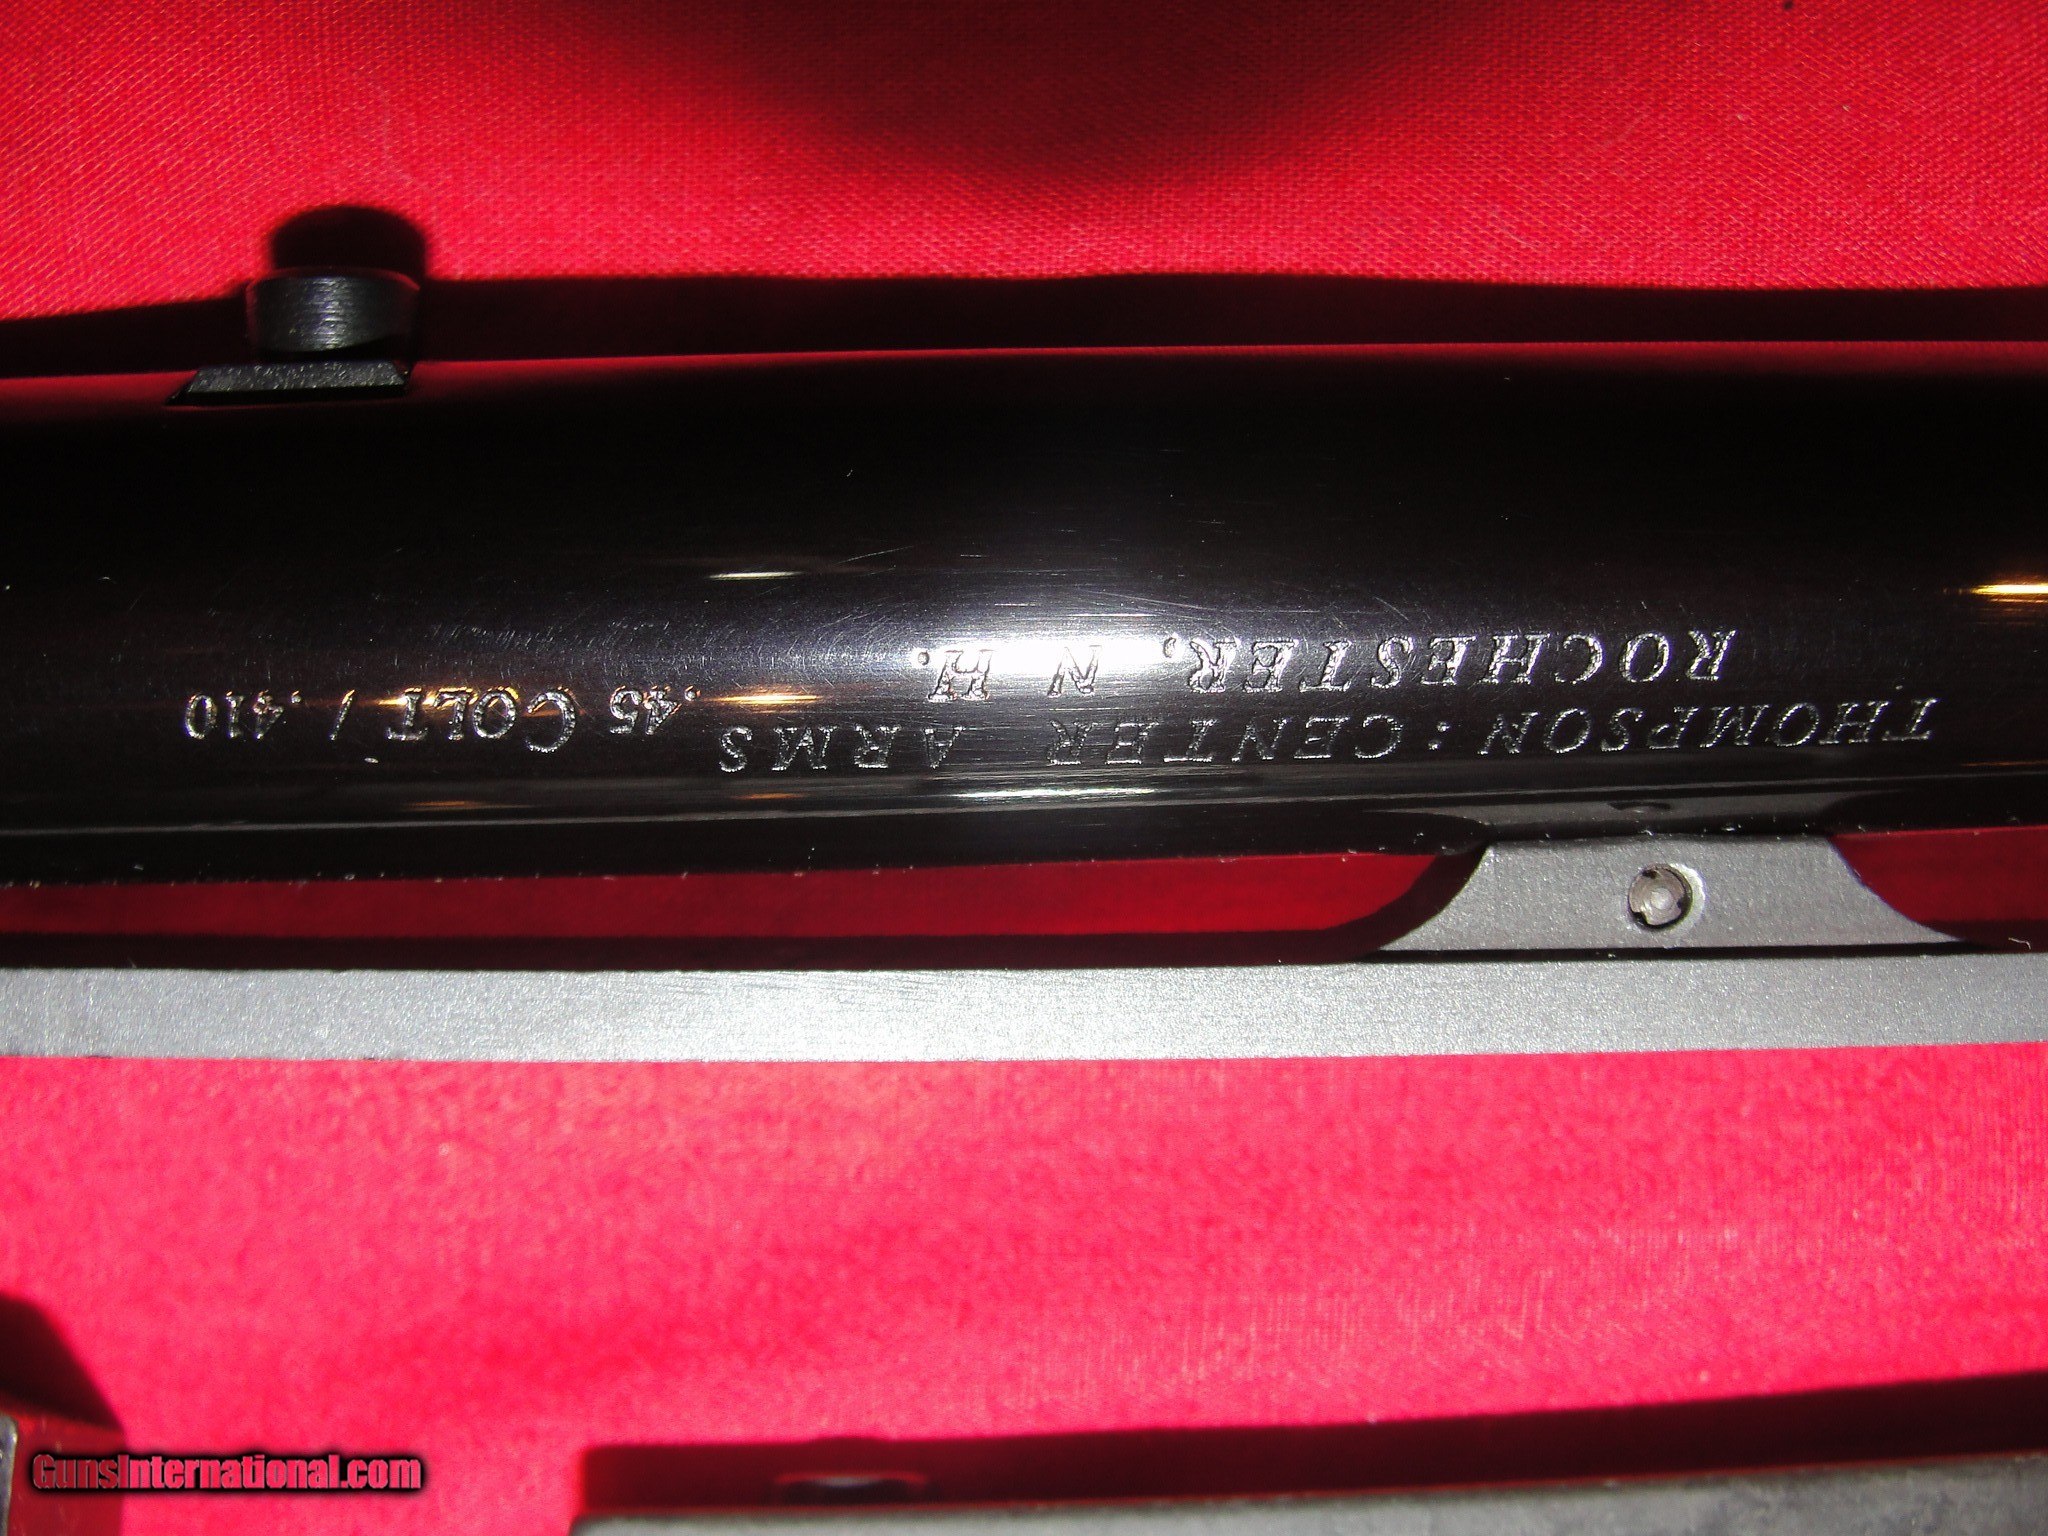 THOMPSON : CENTER ARMS
ROCHESTER, N H.
.45 COLT / .410
GunsInternational.com